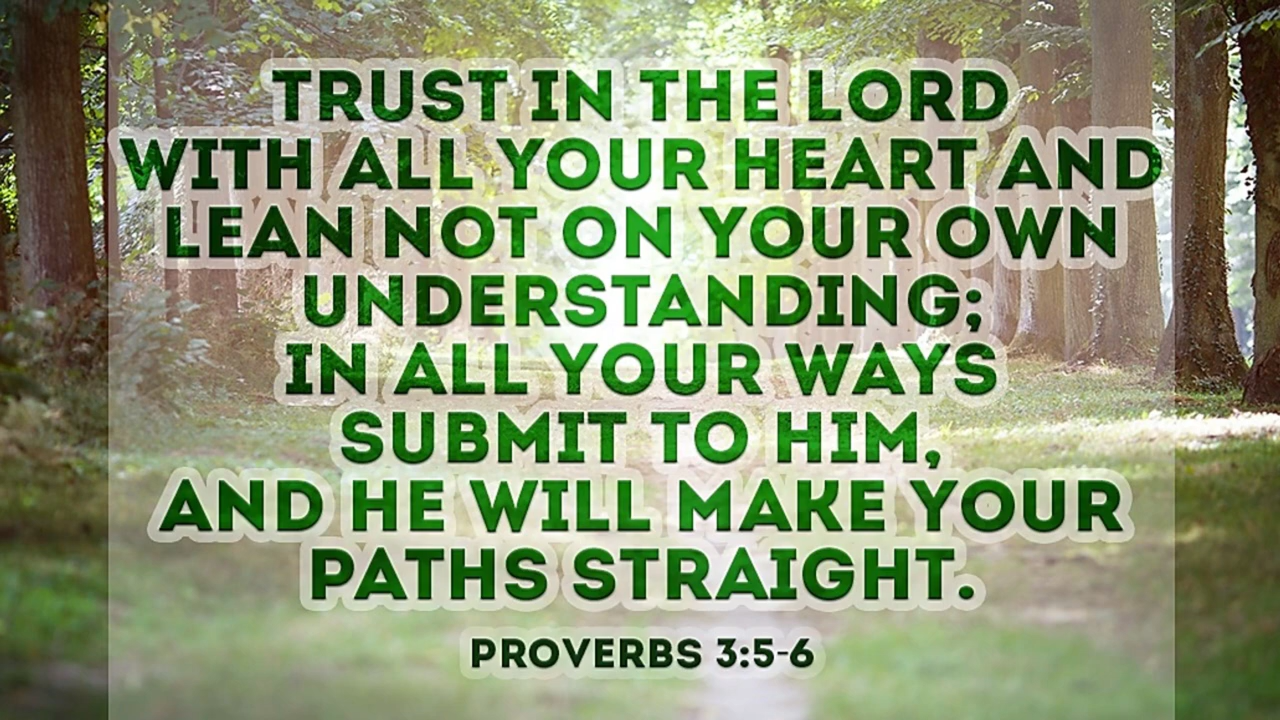 TRUST IN THE LORD
WITH ALL YOUR HEART AND
LEAN NOT ON YOUR OWN
UNDERSTANDING;
IN ALL YOUR WAYS
SUBMIT TO HIM,
AND HE WILL MAKE YOUR
PATHS STRAIGHT.
PROVERBS 3:5-6